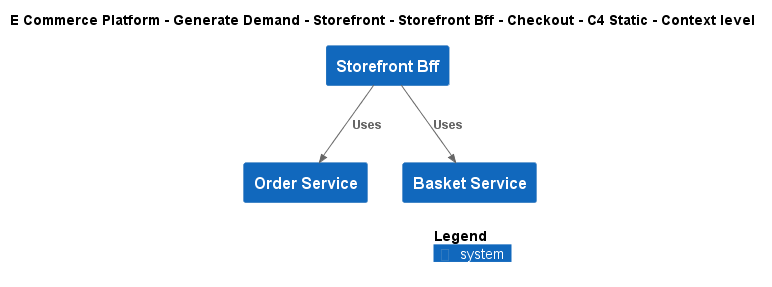 E Commerce Platform - Generate Demand - Storefront - Storefront Bff - Checkout - C4 Static - Context level
Storefront Bff
Uses Uses
Order Service Basket Service
Legend
system